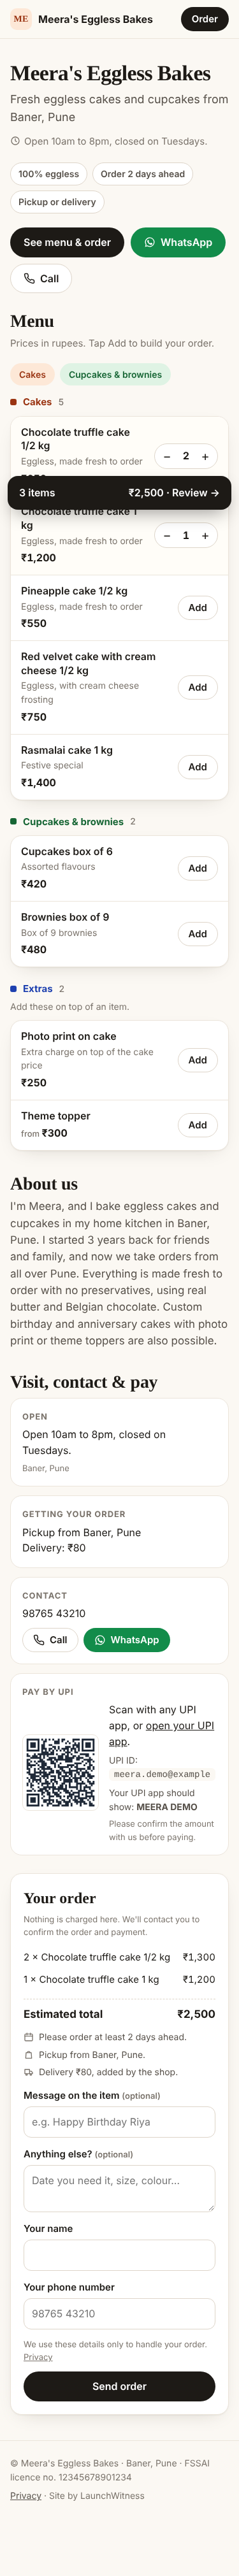 ME Meera's Eggless Bakes Order
Meera's Eggless Bakes
Fresh eggless cakes and cupcakes from
Baner, Pune
Open 10am to 8pm, closed on Tuesdays.
100% eggless Order 2 days ahead
Pickup or delivery
See menu & order WhatsApp
Call
Menu
Prices in rupees. Tap Add to build your order.
Cakes Cupcakes & brownies
Cakes 5
Chocolate truffle cake
1/2 kg
Eggless, made fresh to order
− 2 +
3 items ₹2,500 · Review →
Chocolate truffle cake 1
kg
Eggless, made fresh to order
− 1 +
₹1,200
Pineapple cake 1/2 kg
Eggless, made fresh to order
₹550
Add
Red velvet cake with cream
cheese 1/2 kg
Eggless, with cream cheese
frosting
₹750
Add
Rasmalai cake 1 kg
Festive special
₹1,400
Add
Cupcakes & brownies 2
Cupcakes box of 6
Assorted flavours
₹420
Add
Brownies box of 9
Box of 9 brownies
₹480
Add
Extras 2
Add these on top of an item.
Photo print on cake
Extra charge on top of the cake
price
₹250
Add
Theme topper
from ₹300
Add
About us
I'm Meera, and I bake eggless cakes and
cupcakes in my home kitchen in Baner,
Pune. I started 3 years back for friends
and family, and now we take orders from
all over Pune. Everything is made fresh to
order with no preservatives, using real
butter and Belgian chocolate. Custom
birthday and anniversary cakes with photo
print or theme toppers are also possible.
Visit, contact & pay
OPEN
Open 10am to 8pm, closed on
Tuesdays.
Baner, Pune
GETTING YOUR ORDER
Pickup from Baner, Pune
Delivery: ₹80
CONTACT
98765 43210
Call WhatsApp
PAY BY UPI
Scan with any UPI
app, or open your UPI
app.
UPI ID:
meera.demo@example
Your UPI app should
show: MEERA DEMO
Please confirm the amount
with us before paying.
Your order
Nothing is charged here. We'll contact you to
confirm the order and payment.
2 × Chocolate truffle cake 1/2 kg ₹1,300
1 × Chocolate truffle cake 1 kg ₹1,200
Estimated total ₹2,500
Please order at least 2 days ahead.
Pickup from Baner, Pune.
Delivery ₹80, added by the shop.
Message on the item (optional)
e.g. Happy Birthday Riya
Anything else? (optional)
Date you need it, size, colour...
Your name
Your phone number
98765 43210
We use these details only to handle your order.
Privacy
Send order
© Meera's Eggless Bakes · Baner, Pune · FSSAI
licence no. 12345678901234
Privacy · Site by LaunchWitness